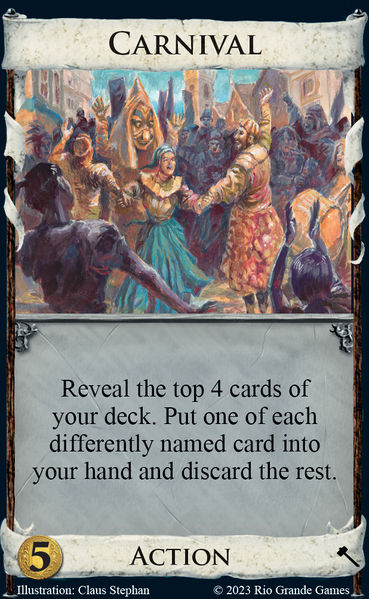 CARNIVAL
Reveal the top 4 cards of
your deck. Put one of each
differently named card into
your hand and discard the rest.
5 ACTION
Illustration: Claus Stephan © 2023 Rio Grande Games